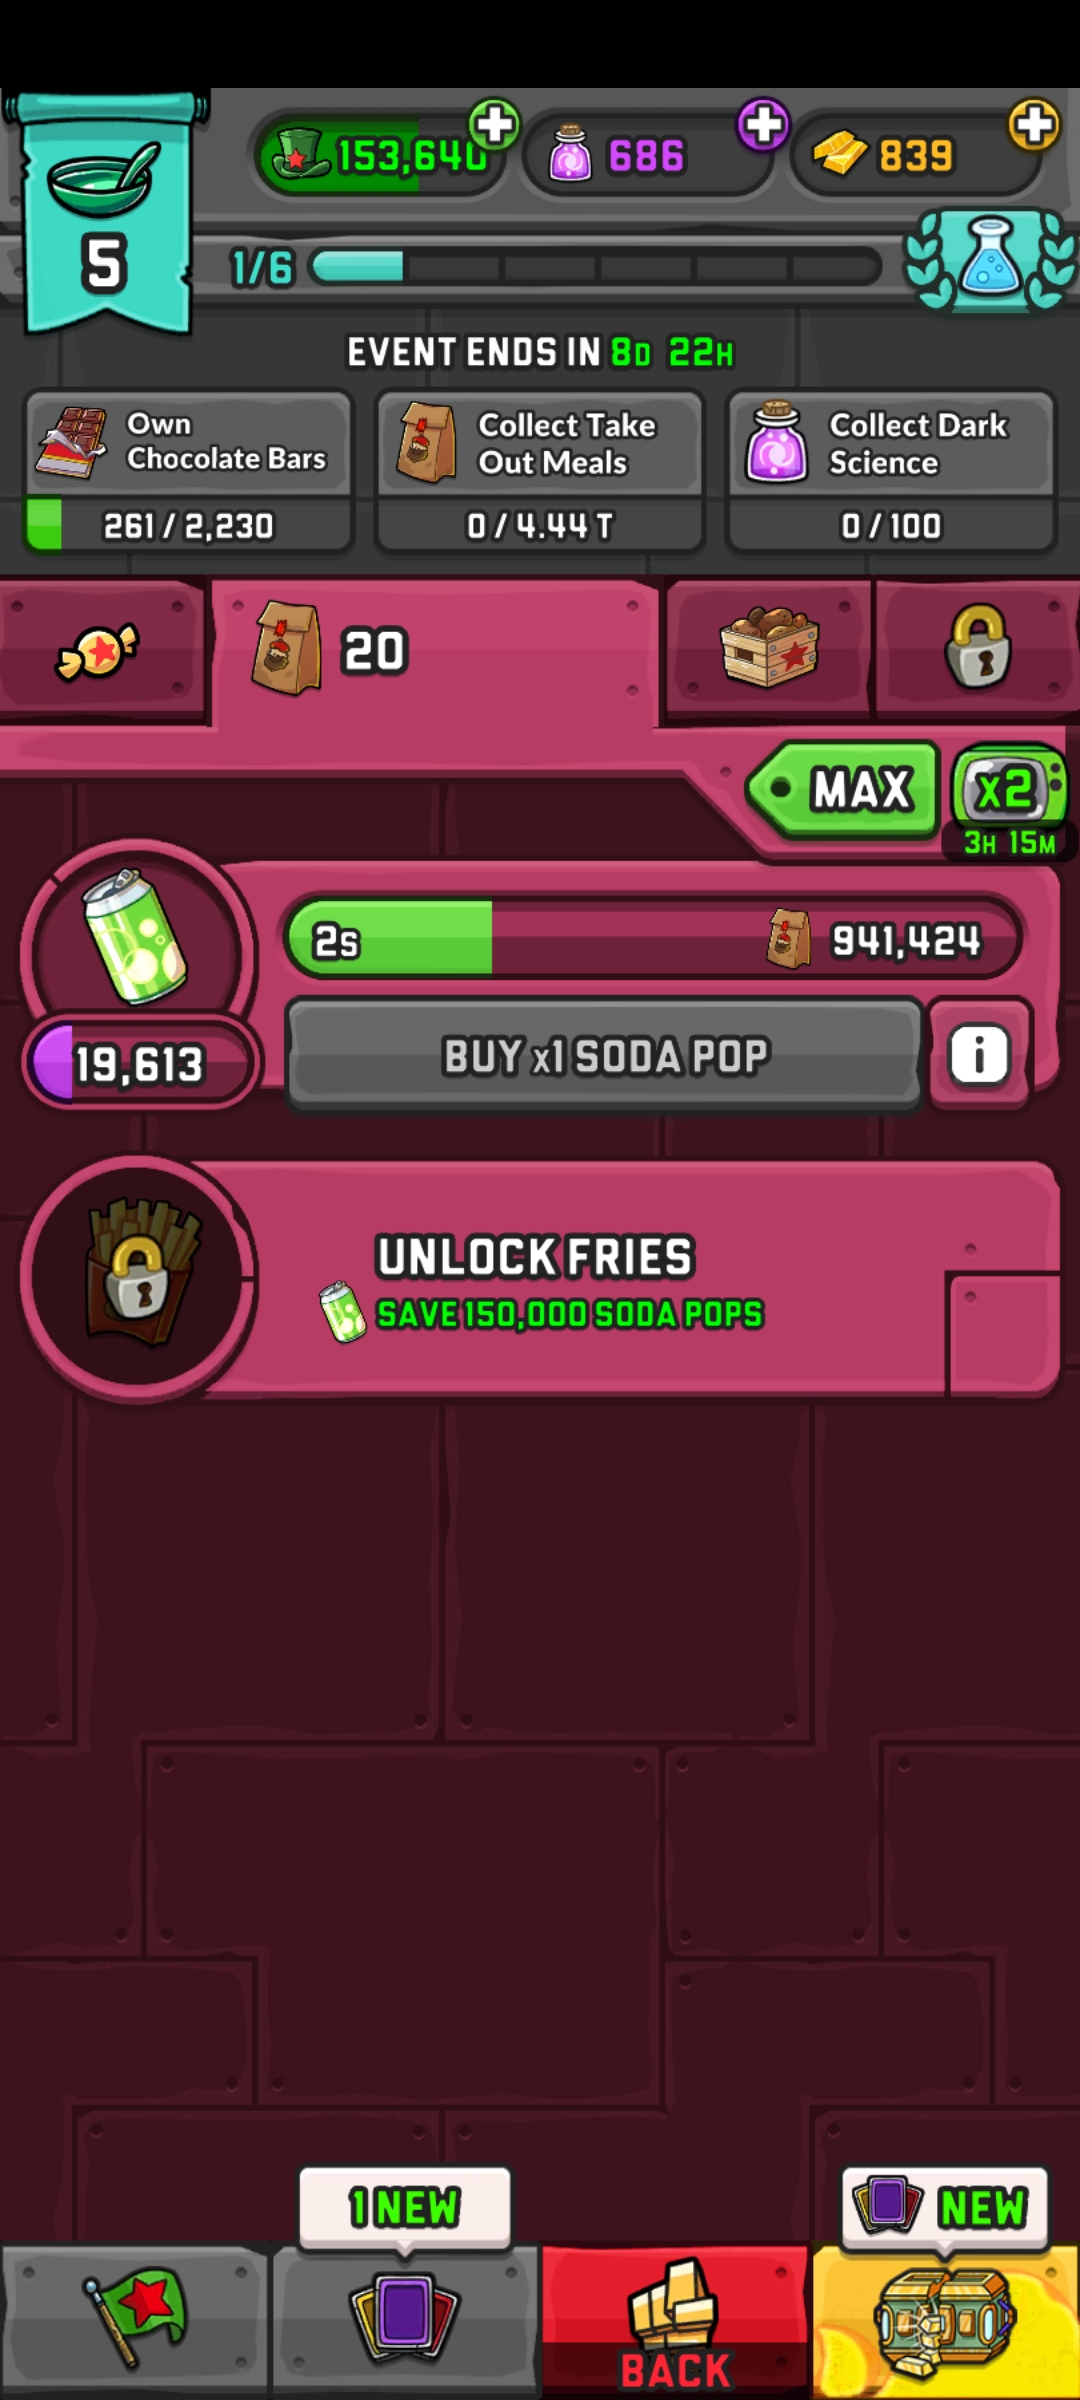 153,640
686
839
5
1/6
EVENT ENDS IN 8D 22H
Own
Chocolate Bars
261/2,230
Collect Take
Out Meals
0/4.44 T
Collect Dark
Science
0/100
20
MAX
x2
3H 15M
2s
941,424
19,613
BUY x1 SODA POP
i
UNLOCK FRIES
SAVE 150,000 SODA POPS
1 NEW
NEW
BACK